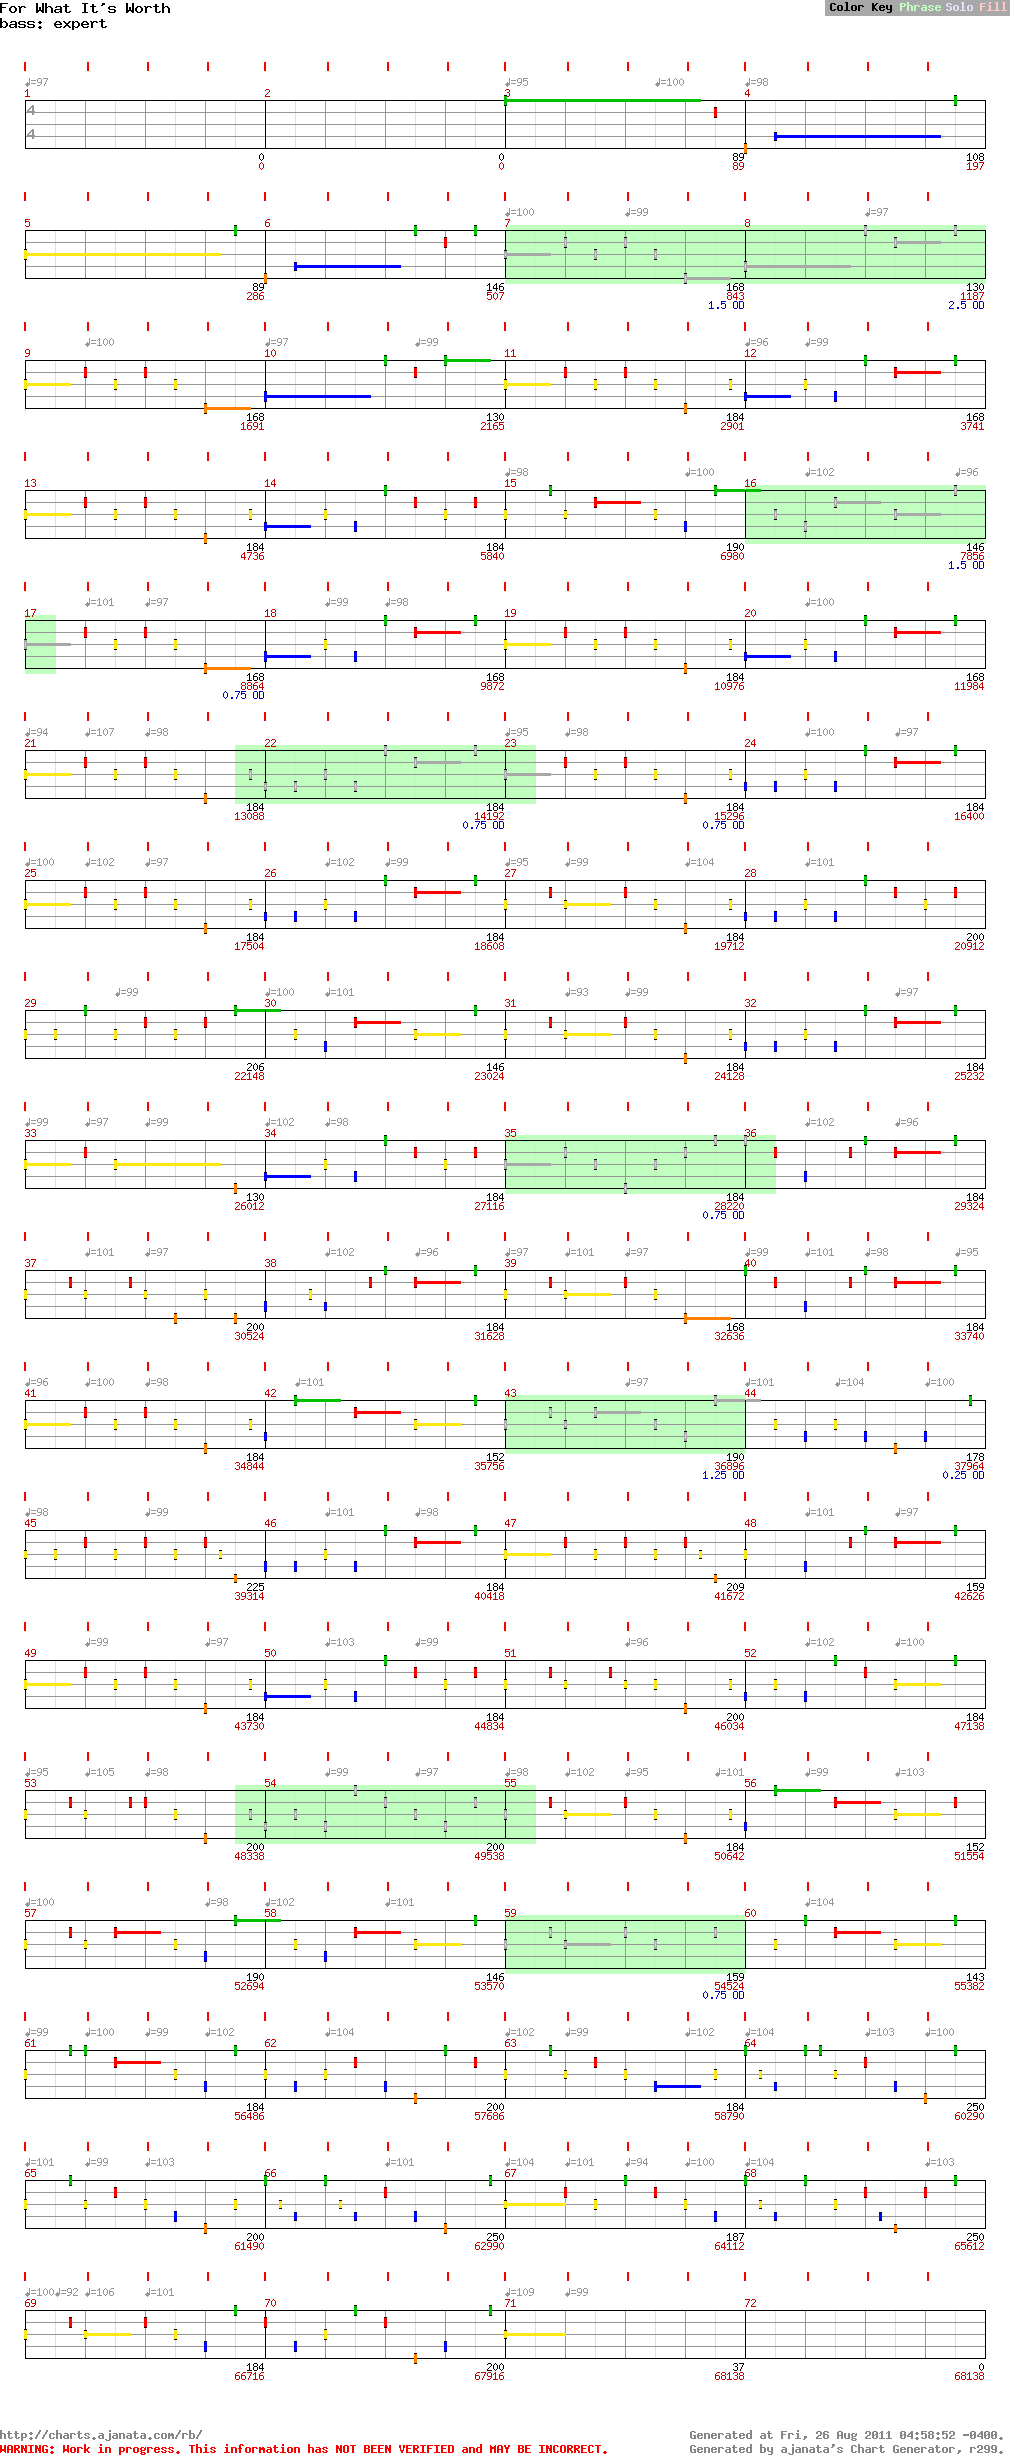 For What It's Worth
bass: expert
Color Key Phrase Solo Fill
♩=97 ♩=95 ♩=100 ♩=98
1 2 3 4
4
4
0 0 89 108
0 0 89 197
♩=100 ♩=99 ♩=97
5 6 7 8
89 146 168 130
286 507 843 1187
1.5 OD 2.5 OD
♩=100 ♩=97 ♩=99 ♩=96 ♩=99
9 10 11 12
168 130 184 168
1691 2165 2901 3741
♩=98 ♩=100 ♩=102 ♩=96
13 14 15 16
184 184 190 146
4736 5840 6980 7856
1.5 OD
♩=101 ♩=97 ♩=99 ♩=98 ♩=100
17 18 19 20
168 168 184 168
8864 9872 10976 11984
0.75 OD
♩=94 ♩=107 ♩=98 ♩=95 ♩=98 ♩=100 ♩=97
21 22 23 24
184 184 184 184
13088 14192 15296 16400
0.75 OD 0.75 OD
♩=100 ♩=102 ♩=97 ♩=102 ♩=99 ♩=95 ♩=99 ♩=104 ♩=101
25 26 27 28
184 184 184 200
17504 18608 19712 20912
♩=99 ♩=100 ♩=101 ♩=93 ♩=99 ♩=97
29 30 31 32
206 146 184 184
22148 23024 24128 25232
♩=99 ♩=97 ♩=99 ♩=102 ♩=98 ♩=102 ♩=96
33 34 35 36
130 184 184 184
26012 27116 28220 29324
0.75 OD
♩=101 ♩=97 ♩=102 ♩=96 ♩=97 ♩=101 ♩=97 ♩=99 ♩=101 ♩=98 ♩=95
37 38 39 40
200 184 168 184
30524 31628 32636 33740
♩=96 ♩=100 ♩=98 ♩=101 ♩=97 ♩=101 ♩=104 ♩=100
41 42 43 44
184 152 190 178
34844 35756 36896 37964
1.25 OD 0.25 OD
♩=98 ♩=99 ♩=101 ♩=98 ♩=101 ♩=97
45 46 47 48
225 184 209 159
39314 40418 41672 42626
♩=99 ♩=97 ♩=103 ♩=99 ♩=96 ♩=102 ♩=100
49 50 51 52
184 184 200 184
43730 44834 46034 47138
♩=95 ♩=105 ♩=98 ♩=99 ♩=97 ♩=98 ♩=102 ♩=95 ♩=101 ♩=99 ♩=103
53 54 55 56
200 200 184 152
48338 49538 50642 51554
♩=100 ♩=98 ♩=102 ♩=101 ♩=104
57 58 59 60
190 146 159 143
52694 53570 54524 55382
0.75 OD
♩=99 ♩=100 ♩=99 ♩=102 ♩=104 ♩=102 ♩=99 ♩=102 ♩=104 ♩=103 ♩=100
61 62 63 64
184 200 184 250
56486 57686 58790 60290
♩=101 ♩=99 ♩=103 ♩=101 ♩=104 ♩=101 ♩=94 ♩=100 ♩=104 ♩=103
65 66 67 68
200 250 187 250
61490 62990 64112 65612
♩=100 ♩=92 ♩=106 ♩=101 ♩=109 ♩=99
69 70 71 72
184 200 37 0
66716 67916 68138 68138
http://charts.ajanata.com/rb/
Generated at Fri, 26 Aug 2011 04:58:52 -0400.
WARNING: Work in progress. This information has NOT BEEN VERIFIED and MAY BE INCORRECT.
Generated by ajanata's Chart Generator, r299.